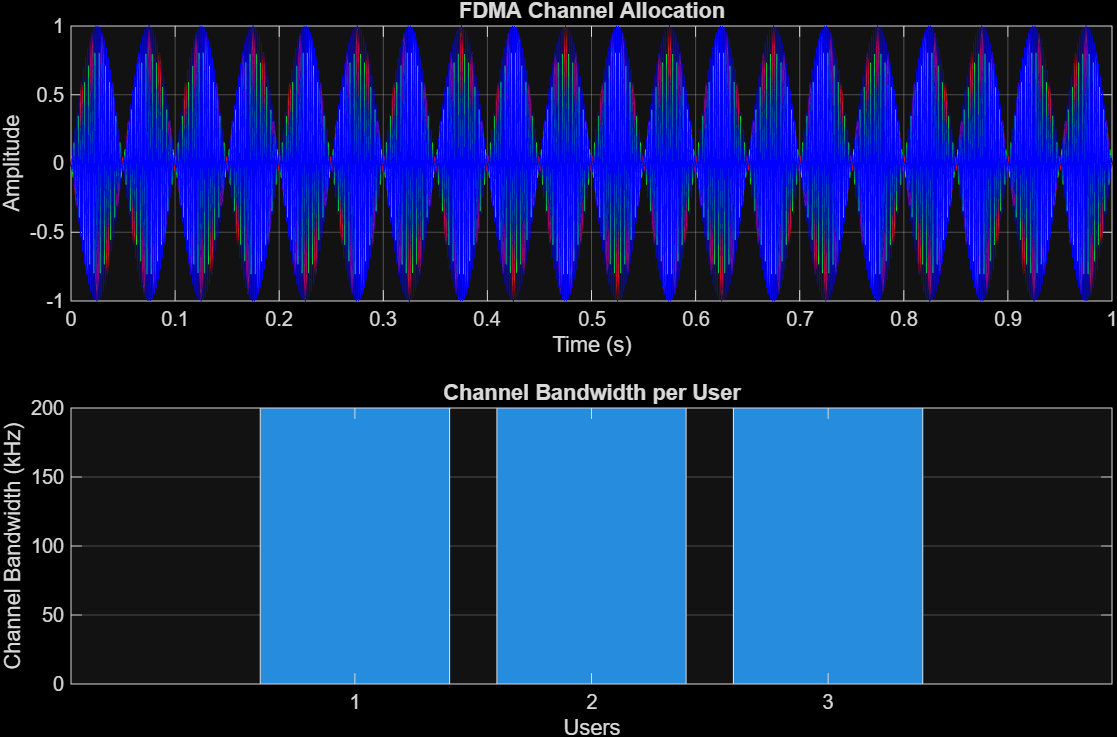 FDMA Channel Allocation
1
0.5
0
-0.5
-1
Amplitude
0 0.1 0.2 0.3 0.4 0.5 0.6 0.7 0.8 0.9 1
Time (s)
Channel Bandwidth per User
200
150
100
50
0
Channel Bandwidth (kHz)
1 2 3
Users